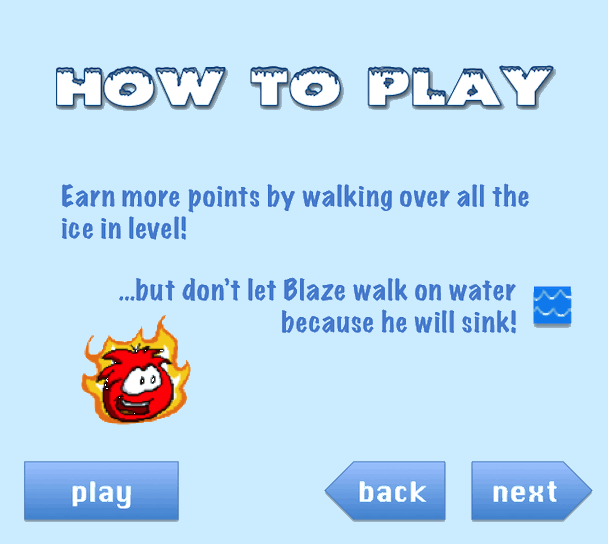 HOW TO PLAY
Earn more points by walking over all the
ice in level!
...but don't let Blaze walk on water
because he will sink!
play
back
next